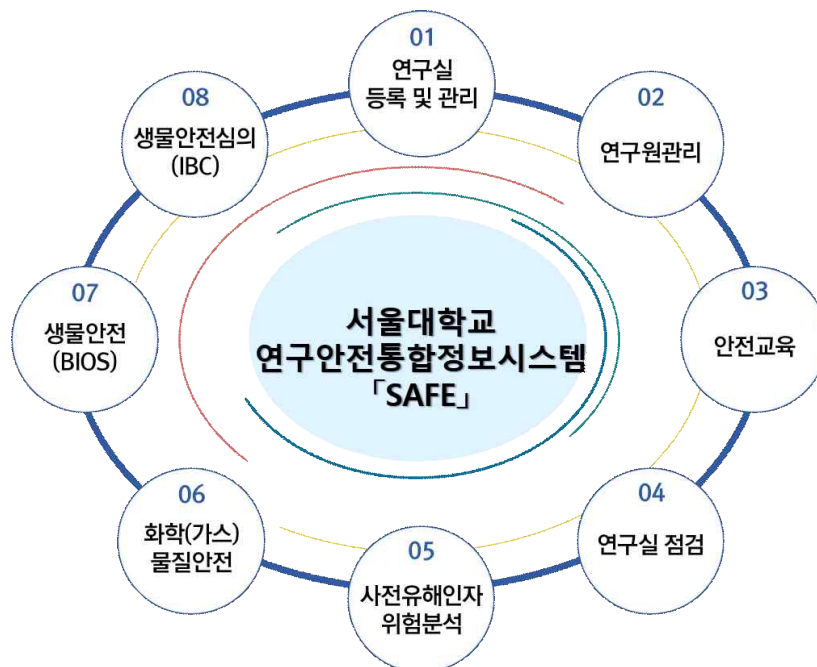 01
연구실
등록 및 관리
02
연구원관리
03
안전교육
04
연구실 점검
05
사전유해인자
위험분석
06
화학(가스)
물질안전
07
생물안전
(BIOS)
08
생물안전심의
(IBC)
서울대학교
연구안전통합정보시스템
「SAFE」